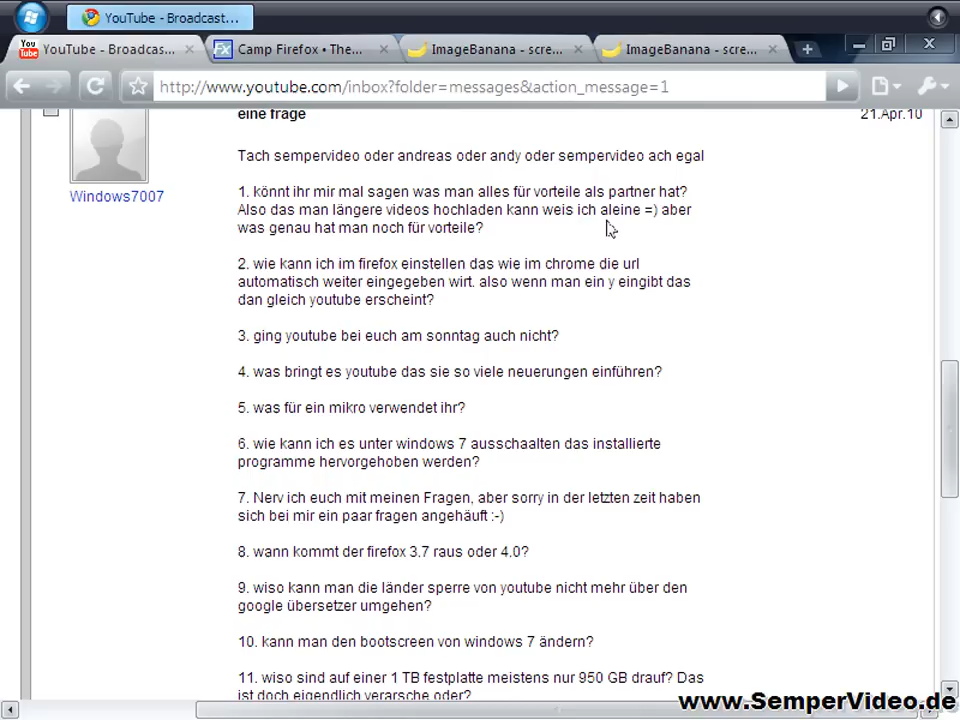 YouTube - Broadcast...
YouTube - Broadcas...
Camp Firefox • The...
ImageBanana - scre...
ImageBanana - scre...
http://www.youtube.com/inbox?folder=messages&action_message=1
eine frage
21.Apr.10
Windows7007
Tach sempervideo oder andreas oder andy oder sempervideo ach egal
1. könnt ihr mir mal sagen was man alles für vorteile als partner hat?
Also das man längere videos hochladen kann weis ich aleine =) aber
was genau hat man noch für vorteile?
2. wie kann ich im firefox einstellen das wie im chrome die url
automatisch weiter eingegeben wirt. also wenn man ein y eingibt das
dan gleich youtube erscheint?
3. ging youtube bei euch am sonntag auch nicht?
4. was bringt es youtube das sie so viele neuerungen einführen?
5. was für ein mikro verwendet ihr?
6. wie kann ich es unter windows 7 ausschaalten das installierte
programme hervorgehoben werden?
7. Nerv ich euch mit meinen Fragen, aber sorry in der letzten zeit haben
sich bei mir ein paar fragen angehäuft :-)
8. wann kommt der firefox 3.7 raus oder 4.0?
9. wiso kann man die länder sperre von youtube nicht mehr über den
google übersetzer umgehen?
10. kann man den bootscreen von windows 7 ändern?
11. wiso sind auf einer 1 TB festplatte meistens nur 950 GB drauf? Das
ist doch eigendlich verarsche oder?
www.SemperVideo.de